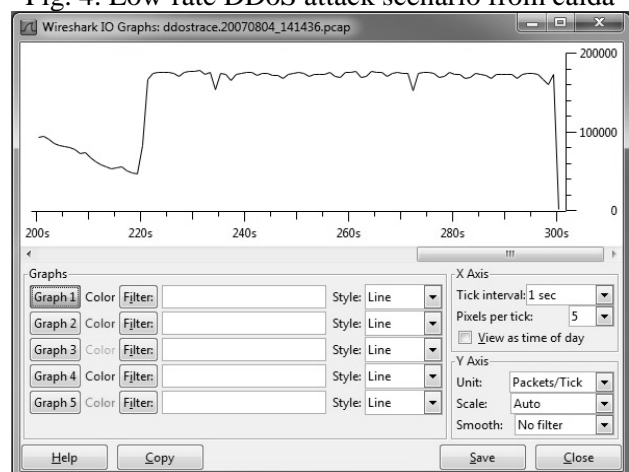 Fig. 4. Low rate DDoS attack scenario from caida
Wireshark IO Graphs: ddostrace.20070804_141436.pcap
200000
100000
0
200s 220s 240s 260s 280s 300s
Graphs
Graph 1 Color Filter: Style: Line
Graph 2 Color Filter: Style: Line
Graph 3 Color Filter: Style: Line
Graph 4 Color Filter: Style: Line
Graph 5 Color Filter: Style: Line
X Axis
Tick interval: 1 sec
Pixels per tick: 5
View as time of day
Y Axis
Unit: Packets/Tick
Scale: Auto
Smooth: No filter
Help Copy Save Close